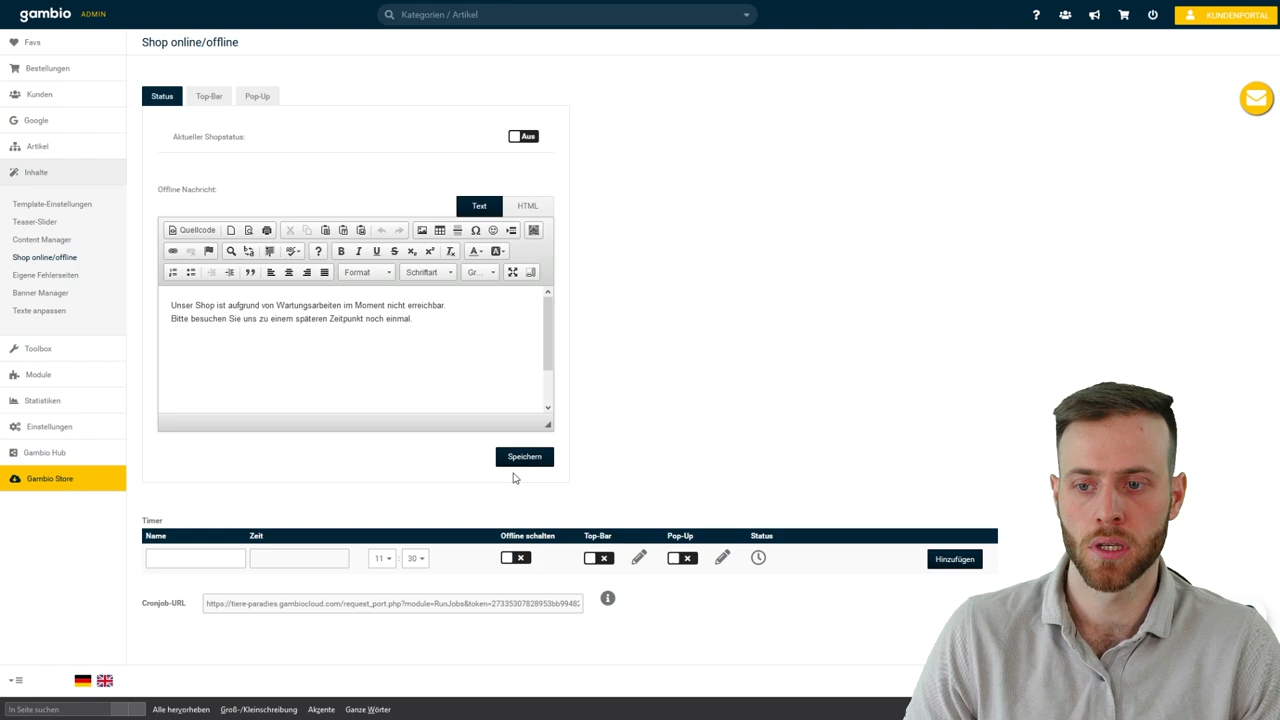 gambio ADMIN
Kategorien / Artikel
KUNDENPORTAL
Favs
Bestellungen
Kunden
Google
Artikel
Inhalte
Template-Einstellungen
Teaser-Slider
Content Manager
Shop online/offline
Eigene Fehlerseiten
Banner Manager
Texte anpassen
Toolbox
Module
Statistiken
Einstellungen
Gambio Hub
Gambio Store
Shop online/offline
Status Top-Bar Pop-Up
Aktueller Shopstatus: Aus
Offline Nachricht:
Text HTML
Quellcode
Format Schriftart Gr...
Unser Shop ist aufgrund von Wartungsarbeiten im Moment nicht erreichbar.
Bitte besuchen Sie uns zu einem späteren Zeitpunkt noch einmal.
Speichern
Timer
Name Zeit Offline schalten Top-Bar Pop-Up Status
11 : 30
Hinzufügen
Cronjob-URL https://tiere-paradies.gambiocloud.com/request_port.php?module=RunJobs&token=27335307828953bb9948
In Seite suchen Alle hervorheben Groß-/Kleinschreibung Akzente Ganze Wörter